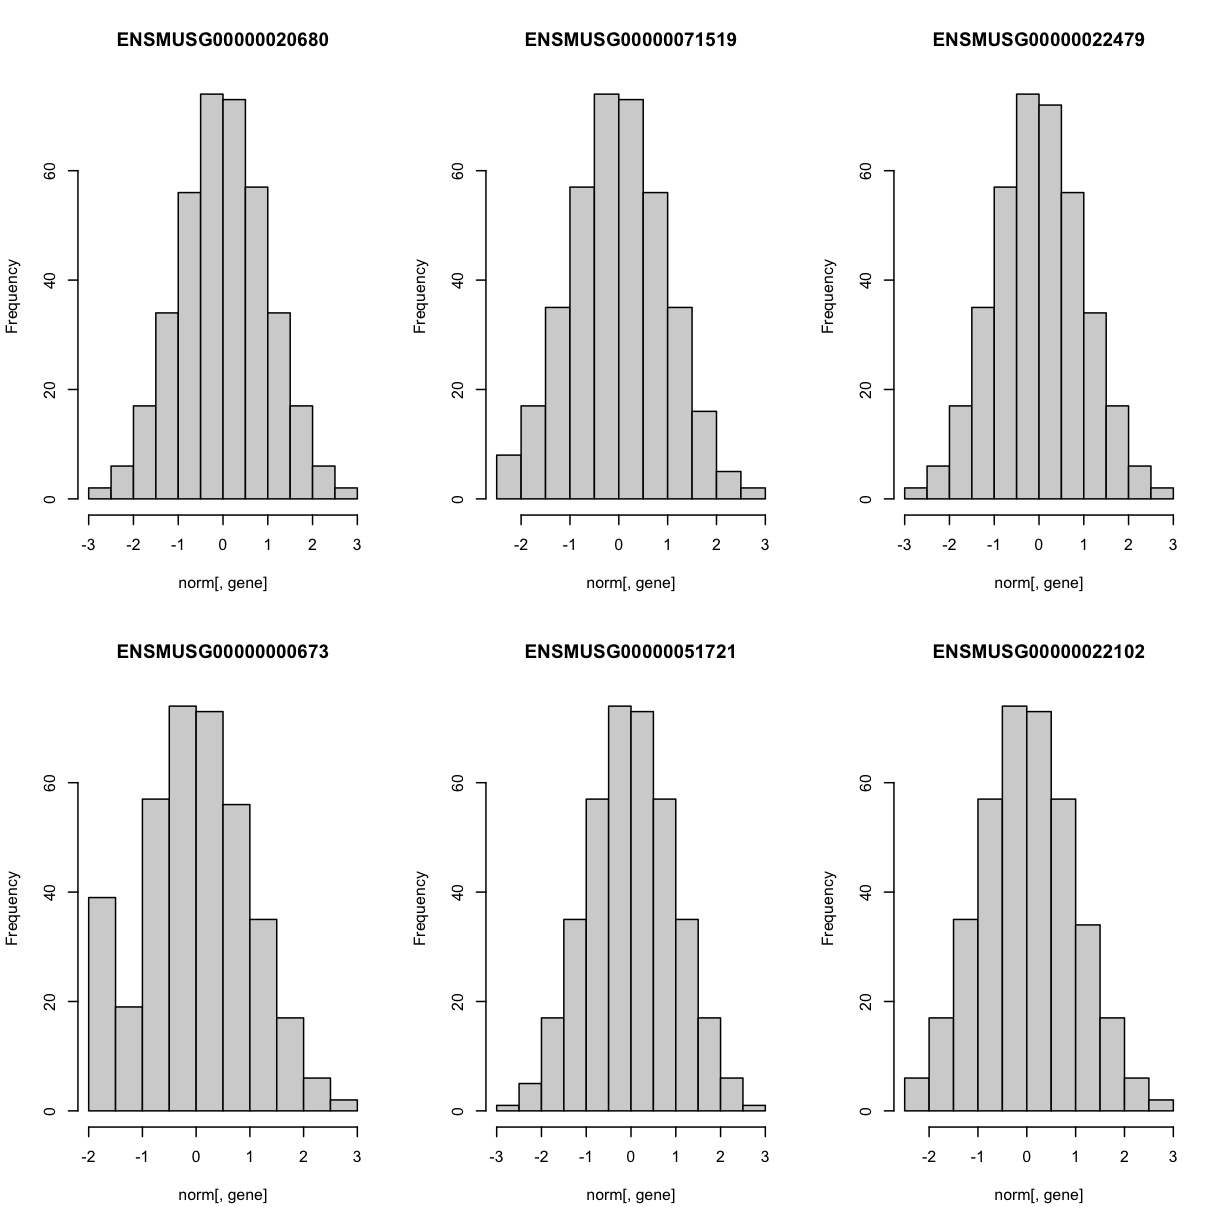 ENSMUSG00000020680
Frequency
60
40
20
0
-3 -2 -1 0 1 2 3
norm[, gene]
ENSMUSG00000071519
Frequency
60
40
20
0
-2 -1 0 1 2 3
norm[, gene]
ENSMUSG00000022479
Frequency
60
40
20
0
-3 -2 -1 0 1 2 3
norm[, gene]
ENSMUSG00000000673
Frequency
60
40
20
0
-2 -1 0 1 2 3
norm[, gene]
ENSMUSG00000051721
Frequency
60
40
20
0
-3 -2 -1 0 1 2 3
norm[, gene]
ENSMUSG00000022102
Frequency
60
40
20
0
-2 -1 0 1 2 3
norm[, gene]